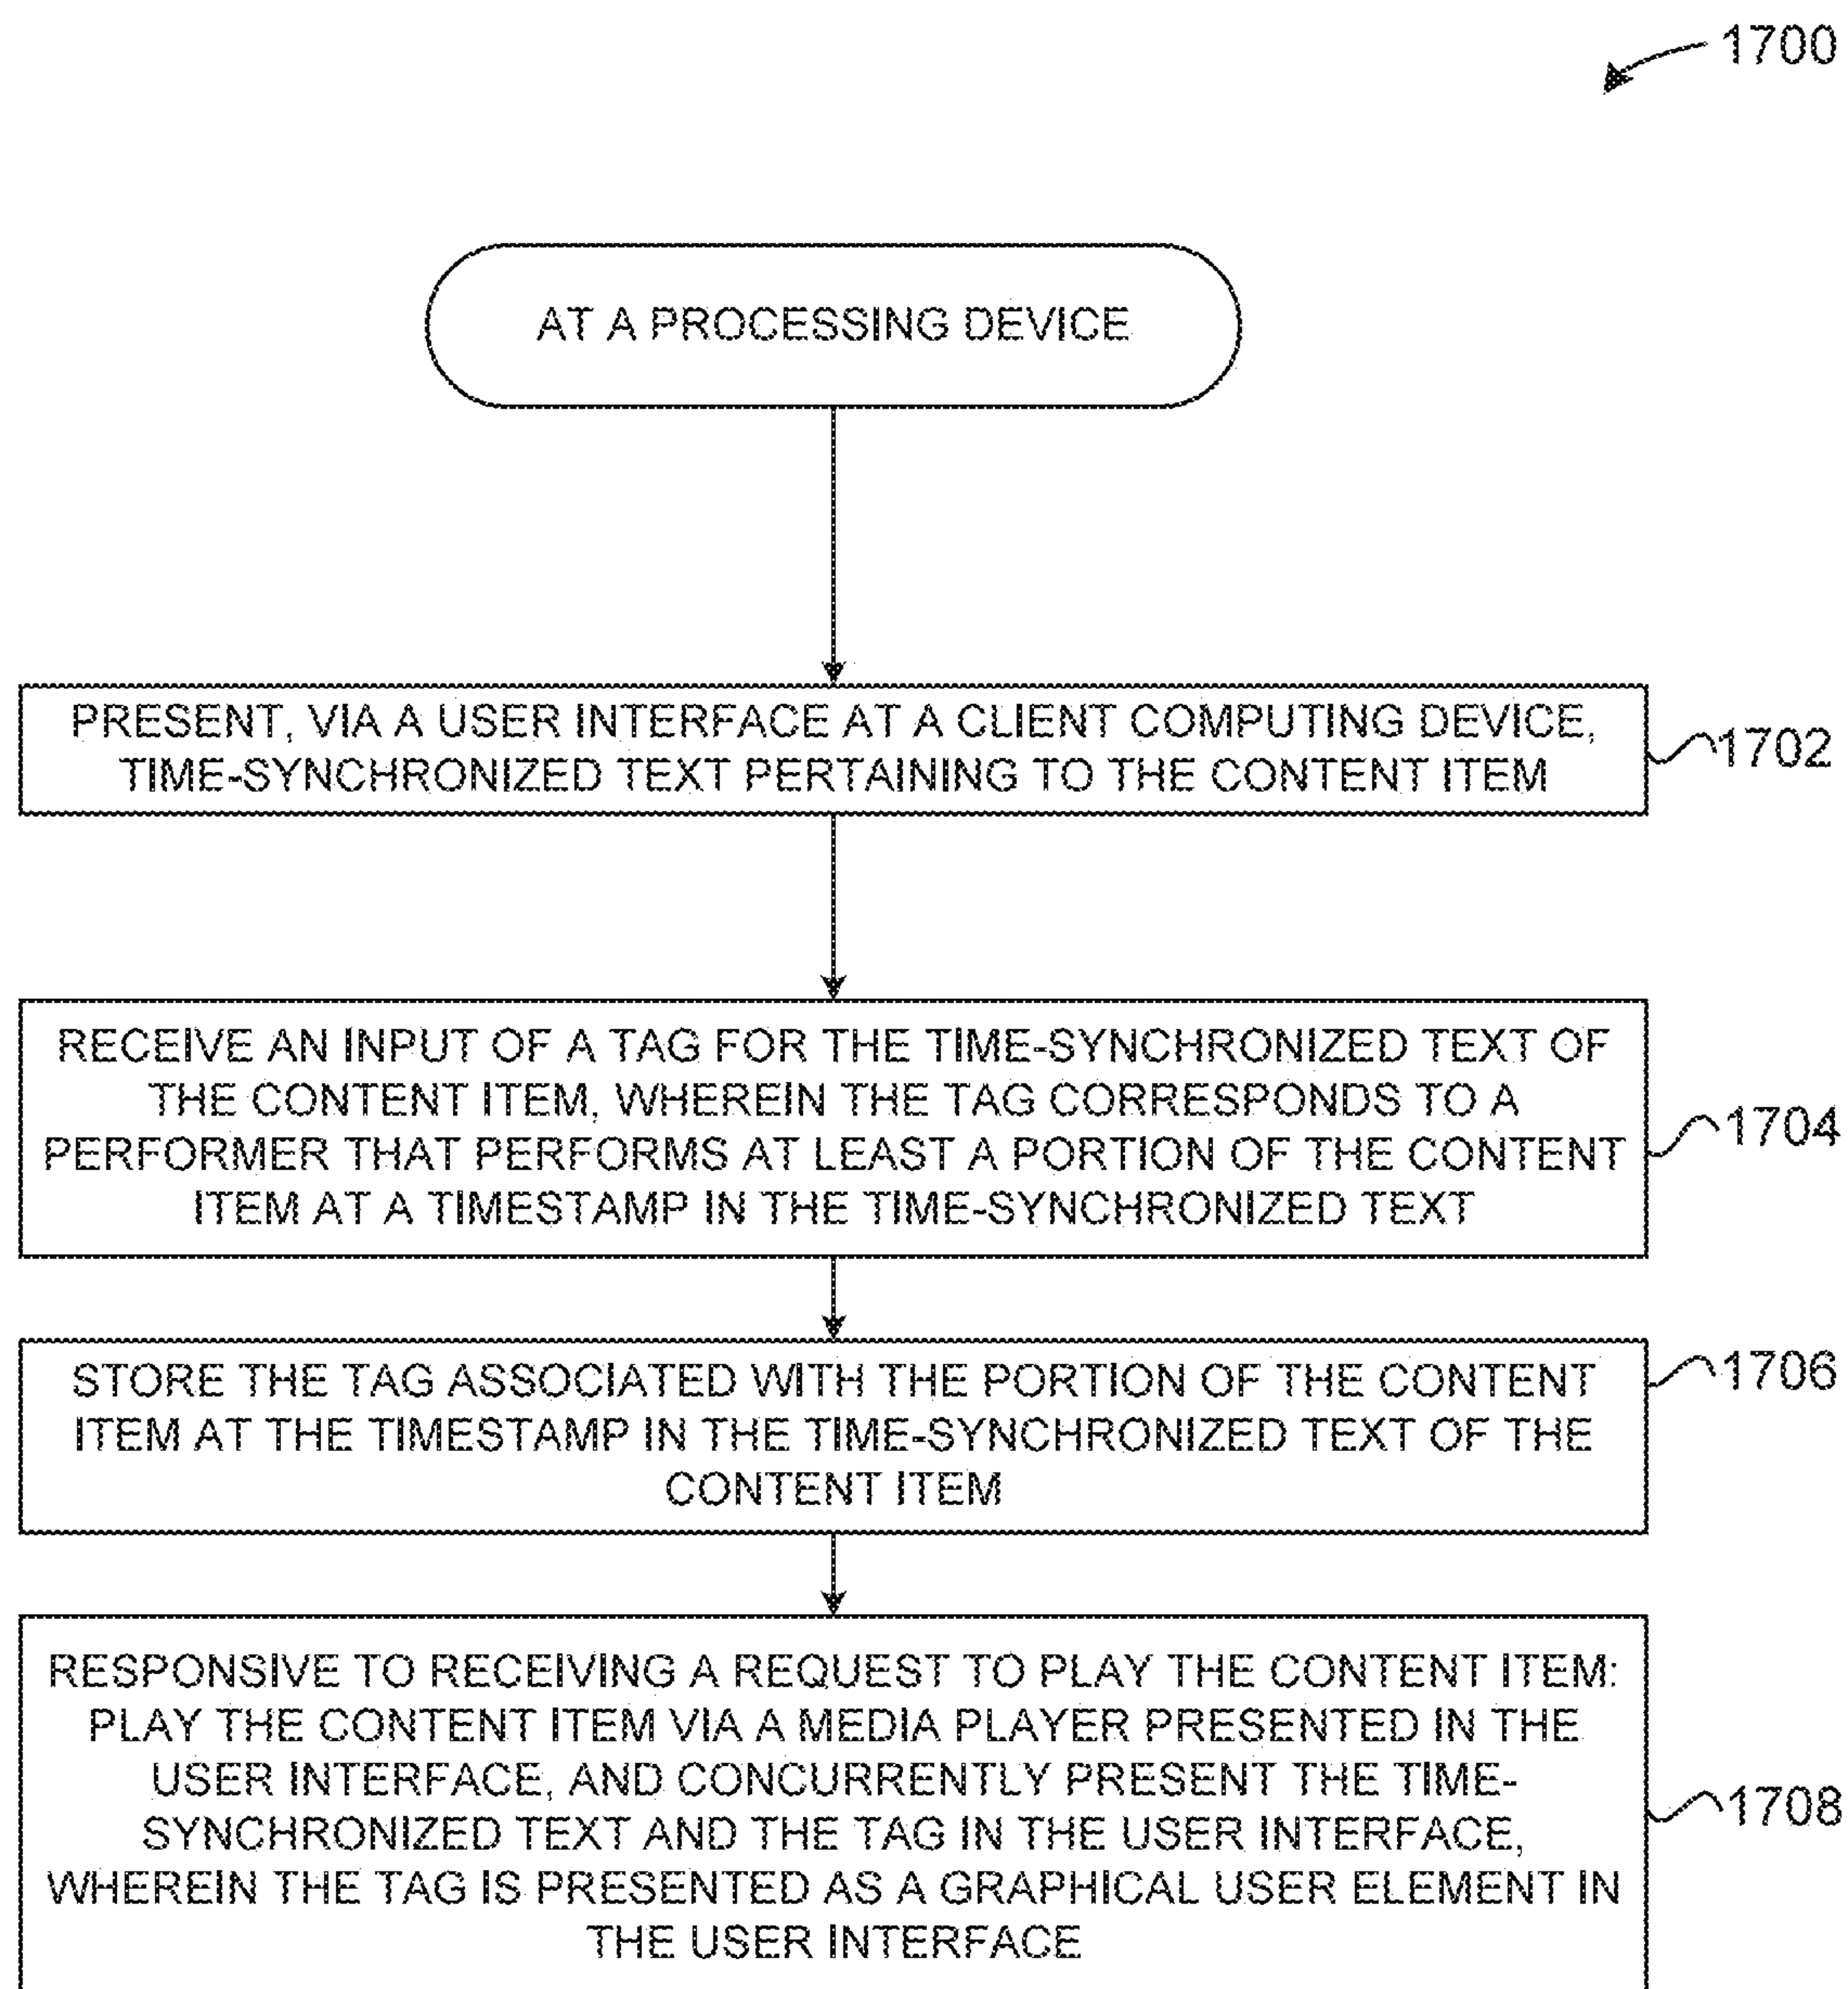 1700
AT A PROCESSING DEVICE
PRESENT, VIA A USER INTERFACE AT A CLIENT COMPUTING DEVICE,
TIME-SYNCHRONIZED TEXT PERTAINING TO THE CONTENT ITEM
1702
RECEIVE AN INPUT OF A TAG FOR THE TIME-SYNCHRONIZED TEXT OF
THE CONTENT ITEM, WHEREIN THE TAG CORRESPONDS TO A
PERFORMER THAT PERFORMS AT LEAST A PORTION OF THE CONTENT
ITEM AT A TIMESTAMP IN THE TIME-SYNCHRONIZED TEXT
1704
STORE THE TAG ASSOCIATED WITH THE PORTION OF THE CONTENT
ITEM AT THE TIMESTAMP IN THE TIME-SYNCHRONIZED TEXT OF THE
CONTENT ITEM
1706
RESPONSIVE TO RECEIVING A REQUEST TO PLAY THE CONTENT ITEM:
PLAY THE CONTENT ITEM VIA A MEDIA PLAYER PRESENTED IN THE
USER INTERFACE, AND CONCURRENTLY PRESENT THE TIME-
SYNCHRONIZED TEXT AND THE TAG IN THE USER INTERFACE,
WHEREIN THE TAG IS PRESENTED AS A GRAPHICAL USER ELEMENT IN
THE USER INTERFACE
1708